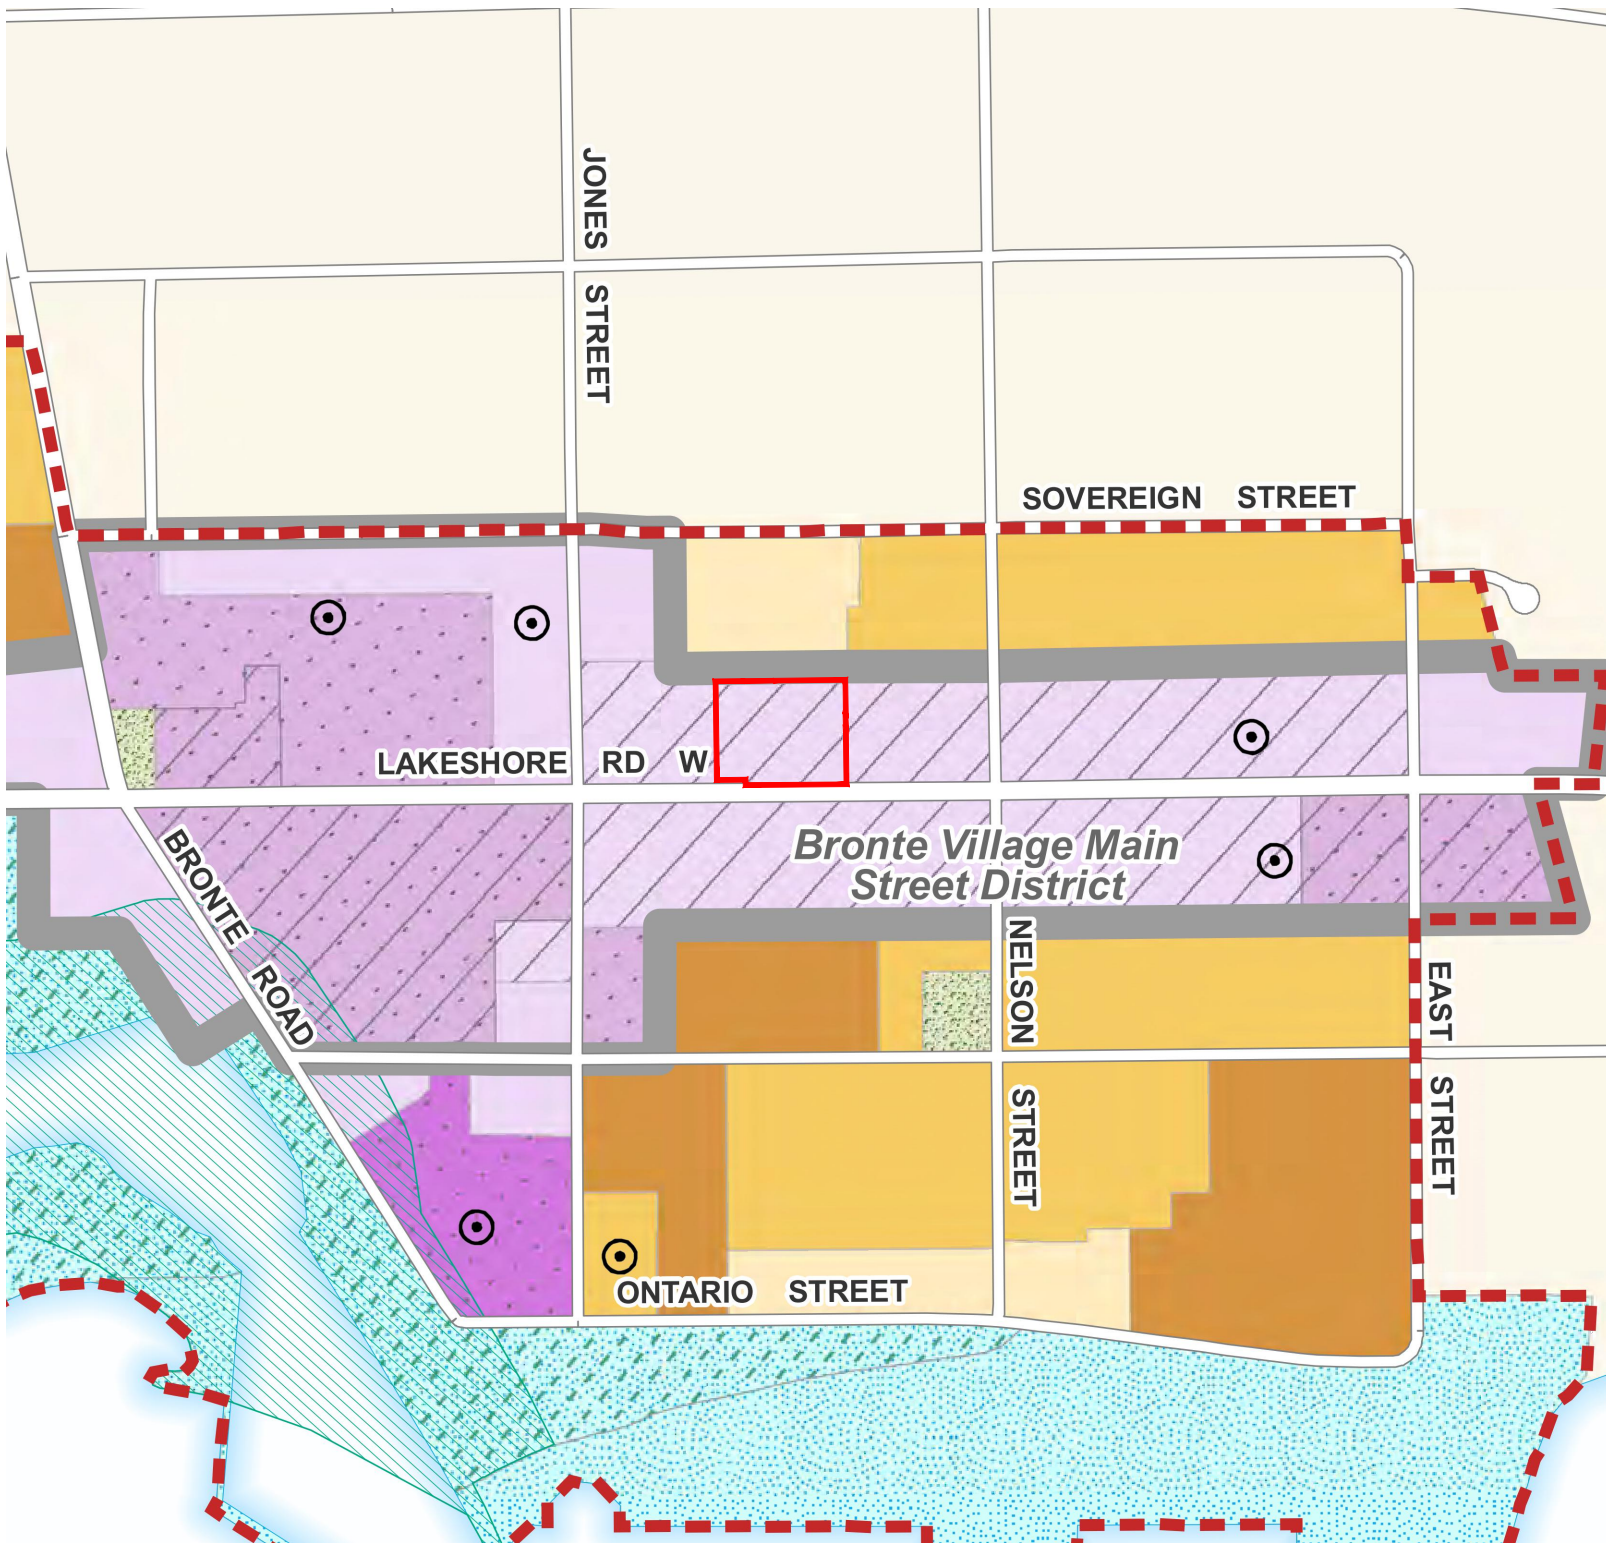 JONES STREET
SOVEREIGN STREET
LAKESHORE RD W
BRONTE ROAD
Bronte Village Main
Street District
NELSON STREET
EAST STREET
ONTARIO STREET